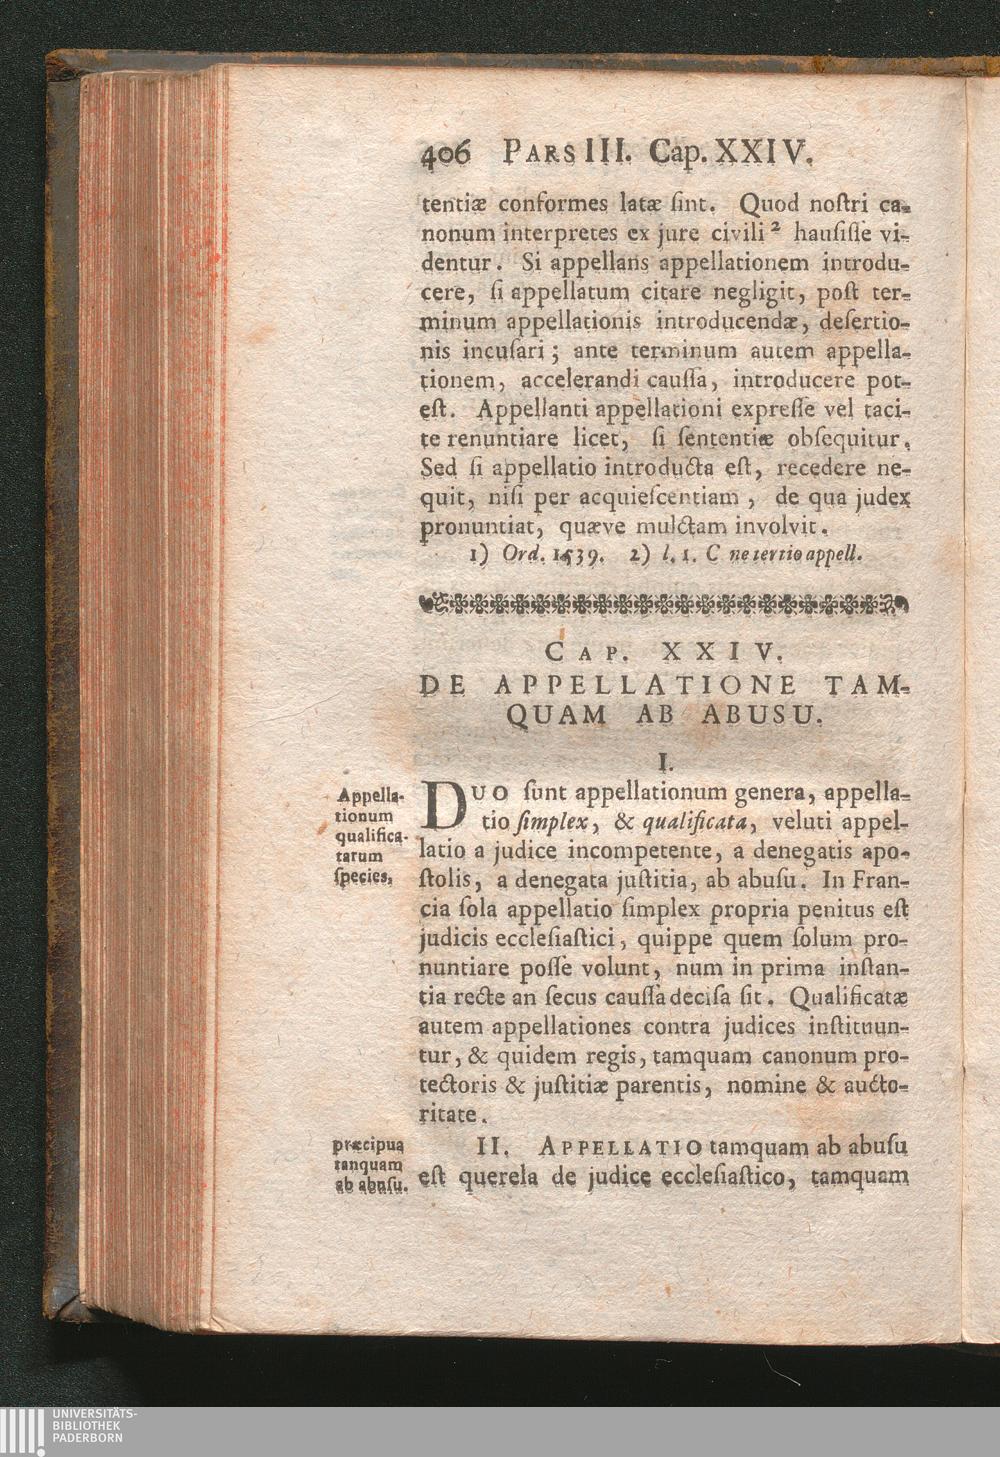 406 PARS III. Cap. XXIV.
tentiæ conformes latæ ſint. Quod noſtri ca-
nonum interpretes ex jure civili ² hauſiſſe vi-
dentur. Si appellans appellationem introdu-
cere, ſi appellatum citare negligit, poſt ter-
minum appellationis introducendæ, deſertio-
nis incuſari; ante terminum autem appella-
tionem, accelerandi cauſſa, introducere pot-
eſt. Appellanti appellationi expreſſe vel taci-
te renuntiare licet, ſi ſententiæ obſequitur.
Sed ſi appellatio introducta eſt, recedere ne-
quit, niſi per acquieſcentiam, de qua judex
pronuntiat, quæve mulctam involvit.
1) Ord. 1539. 2) l. 1. C ne tertio appell.
CAP. XXIV.
DE APPELLATIONE TAM-
QUAM AB ABUSU.
I.
Appella-
tionum
qualifica-
tarum
ſpecies,
DUO ſunt appellationum genera, appella-
tio ſimplex, & qualificata, veluti appel-
latio a judice incompetente, a denegatis apo-
ſtolis, a denegata juſtitia, ab abuſu. In Fran-
cia ſola appellatio ſimplex propria penitus eſt
judicis eccleſiaſtici, quippe quem ſolum pro-
nuntiare poſſe volunt, num in prima inſtan-
tia recte an ſecus cauſſa deciſa ſit. Qualificatæ
autem appellationes contra judices inſtituun-
tur, & quidem regis, tamquam canonum pro-
tectoris & juſtitiæ parentis, nomine & aucto-
ritate.
præcipua
tanquam
ab abuſu.
II. APPELLATIO tamquam ab abuſu
eſt querela de judice eccleſiaſtico, tamquam
UNIVERSITÄTS-
BIBLIOTHEK
PADERBORN